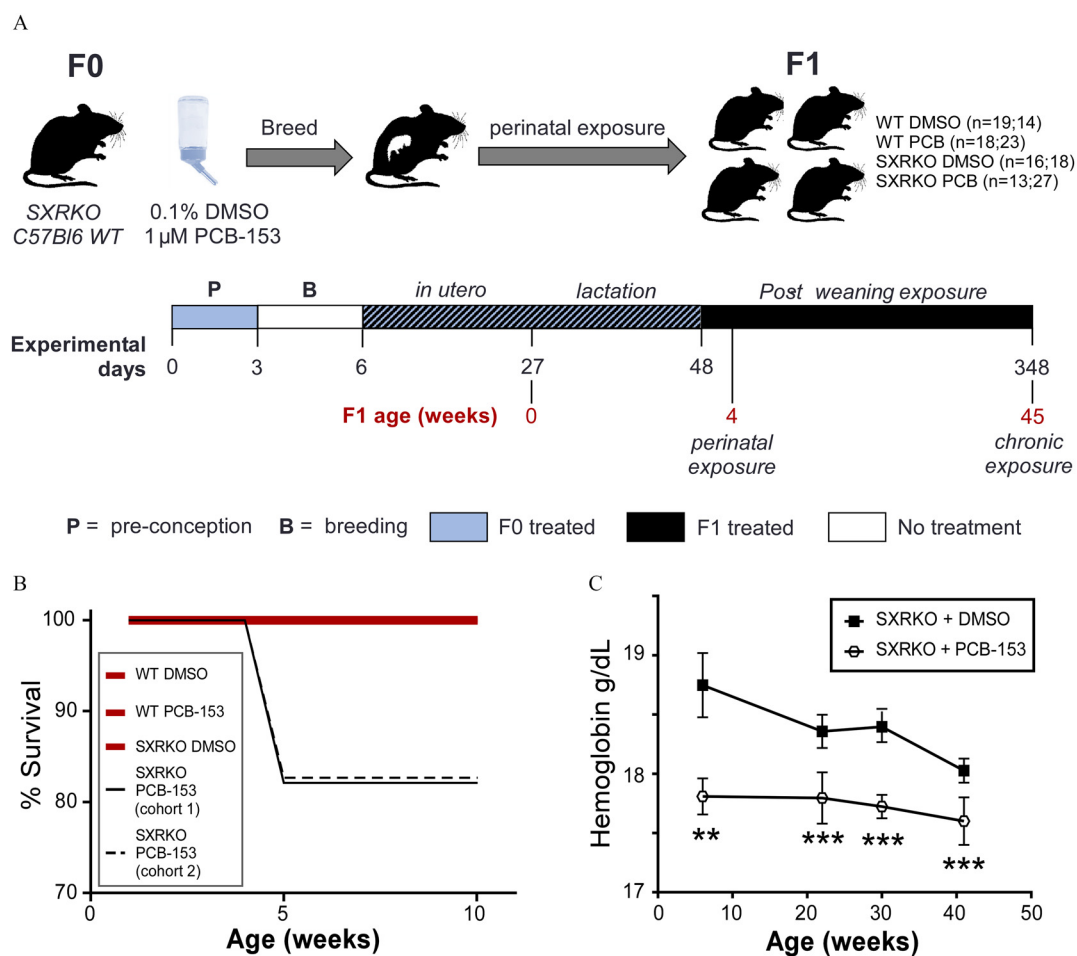 A
F0
F1
Breed
perinatal exposure
WT DMSO (n=19;14)
WT PCB (n=18;23)
SXRKO DMSO (n=16;18)
SXRKO PCB (n=13;27)
SXRKO
C57Bl6 WT
0.1% DMSO
1 µM PCB-153
P
B
in utero
lactation
Post- weaning exposure
Experimental
days
0
3
6
27
48
348
F1 age (weeks)
0
4
45
perinatal
exposure
chronic
exposure
P = pre-conception
B = breeding
F0 treated
F1 treated
No treatment
B
% Survival
100
90
80
70
WT DMSO
WT PCB-153
SXRKO DMSO
SXRKO
PCB-153
(cohort 1)
SXRKO
PCB-153
(cohort 2)
0
5
10
Age (weeks)
C
Hemoglobin g/dL
19
18
17
SXRKO + DMSO
SXRKO + PCB-153
**
***
***
***
0
10
20
30
40
50
Age (weeks)